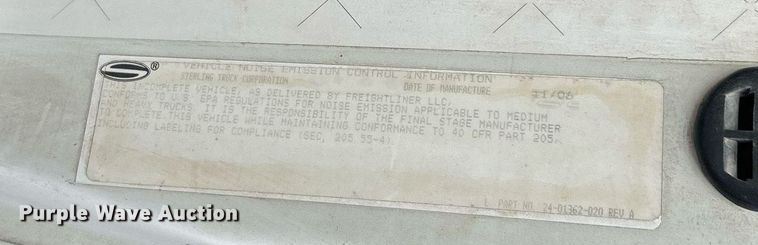 VEHICLE NOISE EMISSION CONTROL INFORMATION
S® STERLING TRUCK CORPORATION DATE OF MANUFACTURE 11/06
THIS INCOMPLETE VEHICLE, AS DELIVERED BY FREIGHTLINER LLC,
CONFORMS TO U.S. EPA REGULATIONS FOR NOISE EMISSION APPLICABLE TO MEDIUM
AND HEAVY TRUCKS IT IS THE RESPONSIBILITY OF THE FINAL STAGE MANUFACTURER
TO COMPLETE THIS VEHICLE WHILE MAINTAINING CONFORMANCE TO 40 CFR PART 205,
INCLUDING LABELING FOR COMPLIANCE (SEC, 205 55-4)
PART NO. 24-01362-020 REV A
Purple Wave Auction